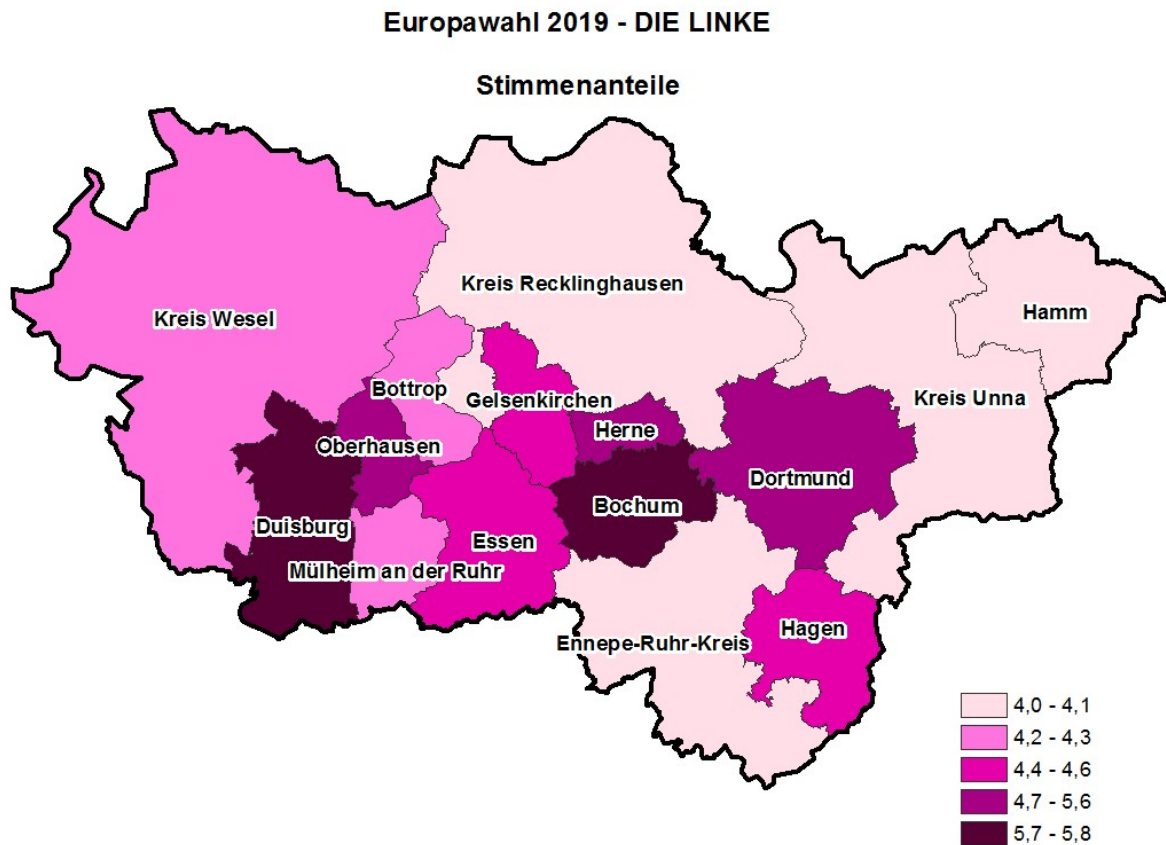 Europawahl 2019 - DIE LINKE
Stimmenanteile
Kreis Recklinghausen
Hamm
Kreis Wesel
Bottrop
Gelsenkirchen
Kreis Unna
Herne
Oberhausen
Dortmund
Bochum
Duisburg
Essen
Mülheim an der Ruhr
Hagen
Ennepe-Ruhr-Kreis
4,0 - 4,1
4,2 - 4,3
4,4 - 4,6
4,7 - 5,6
5,7 - 5,8